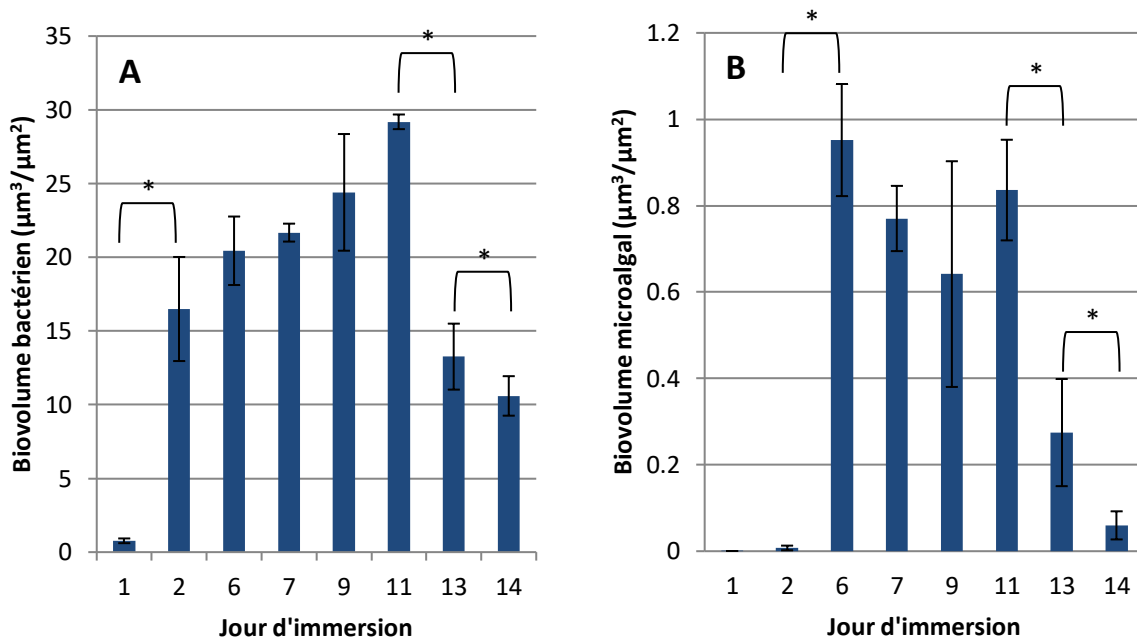 A
Biovolume bactérien (µm³/µm²)
35
30
25
20
15
10
5
0
*
*
*
1 2 6 7 9 11 13 14
Jour d'immersion
B
Biovolume microalgal (µm³/µm²)
1.2
1
0.8
0.6
0.4
0.2
0
*
*
*
1 2 6 7 9 11 13 14
Jour d'immersion